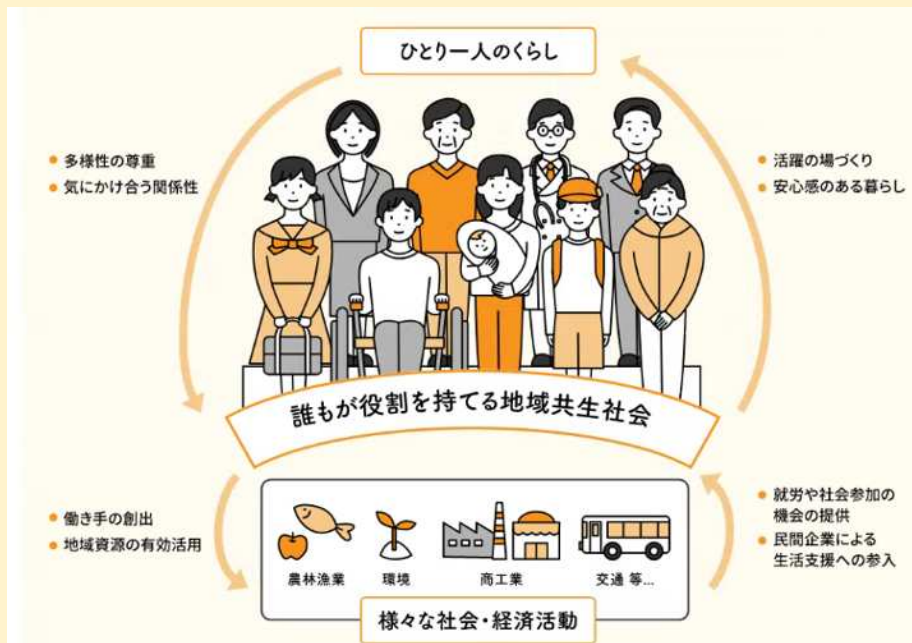 ひとり一人のくらし
多様性の尊重
気にかけ合う関係性
活躍の場づくり
安心感のある暮らし
誰もが役割を持てる地域共生社会
働き手の創出
地域資源の有効活用
就労や社会参加の
機会の提供
民間企業による
生活支援への参入
農林漁業
環境
商工業
交通 等...
様々な社会・経済活動